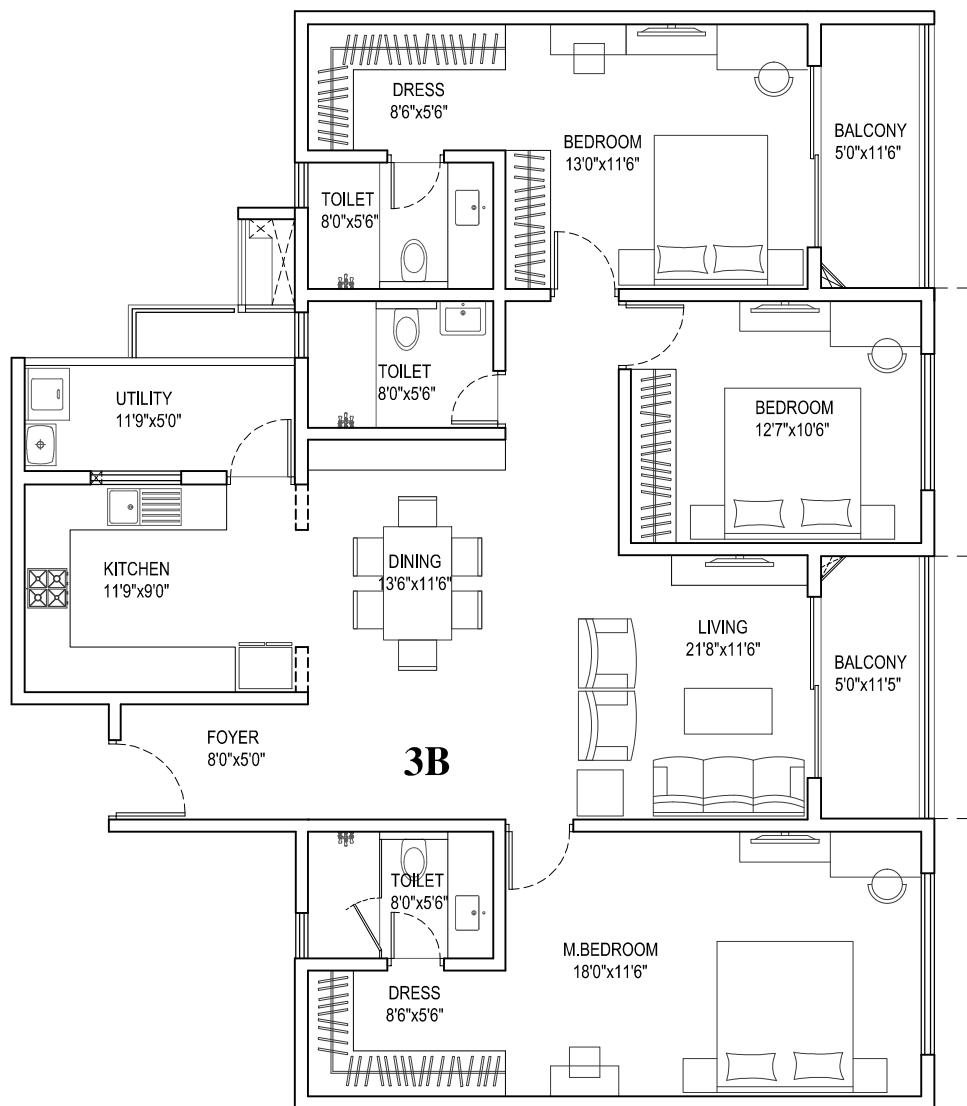 DRESS
8'6"x5'6"
BEDROOM
13'0"x11'6"
BALCONY
5'0"x11'6"
TOILET
8'0"x5'6"
TOILET
8'0"x5'6"
UTILITY
11'9"x5'0"
BEDROOM
12'7"x10'6"
KITCHEN
11'9"x9'0"
DINING
13'6"x11'6"
LIVING
21'8"x11'6"
BALCONY
5'0"x11'5"
FOYER
8'0"x5'0"
3B
TOILET
8'0"x5'6"
M.BEDROOM
18'0"x11'6"
DRESS
8'6"x5'6"